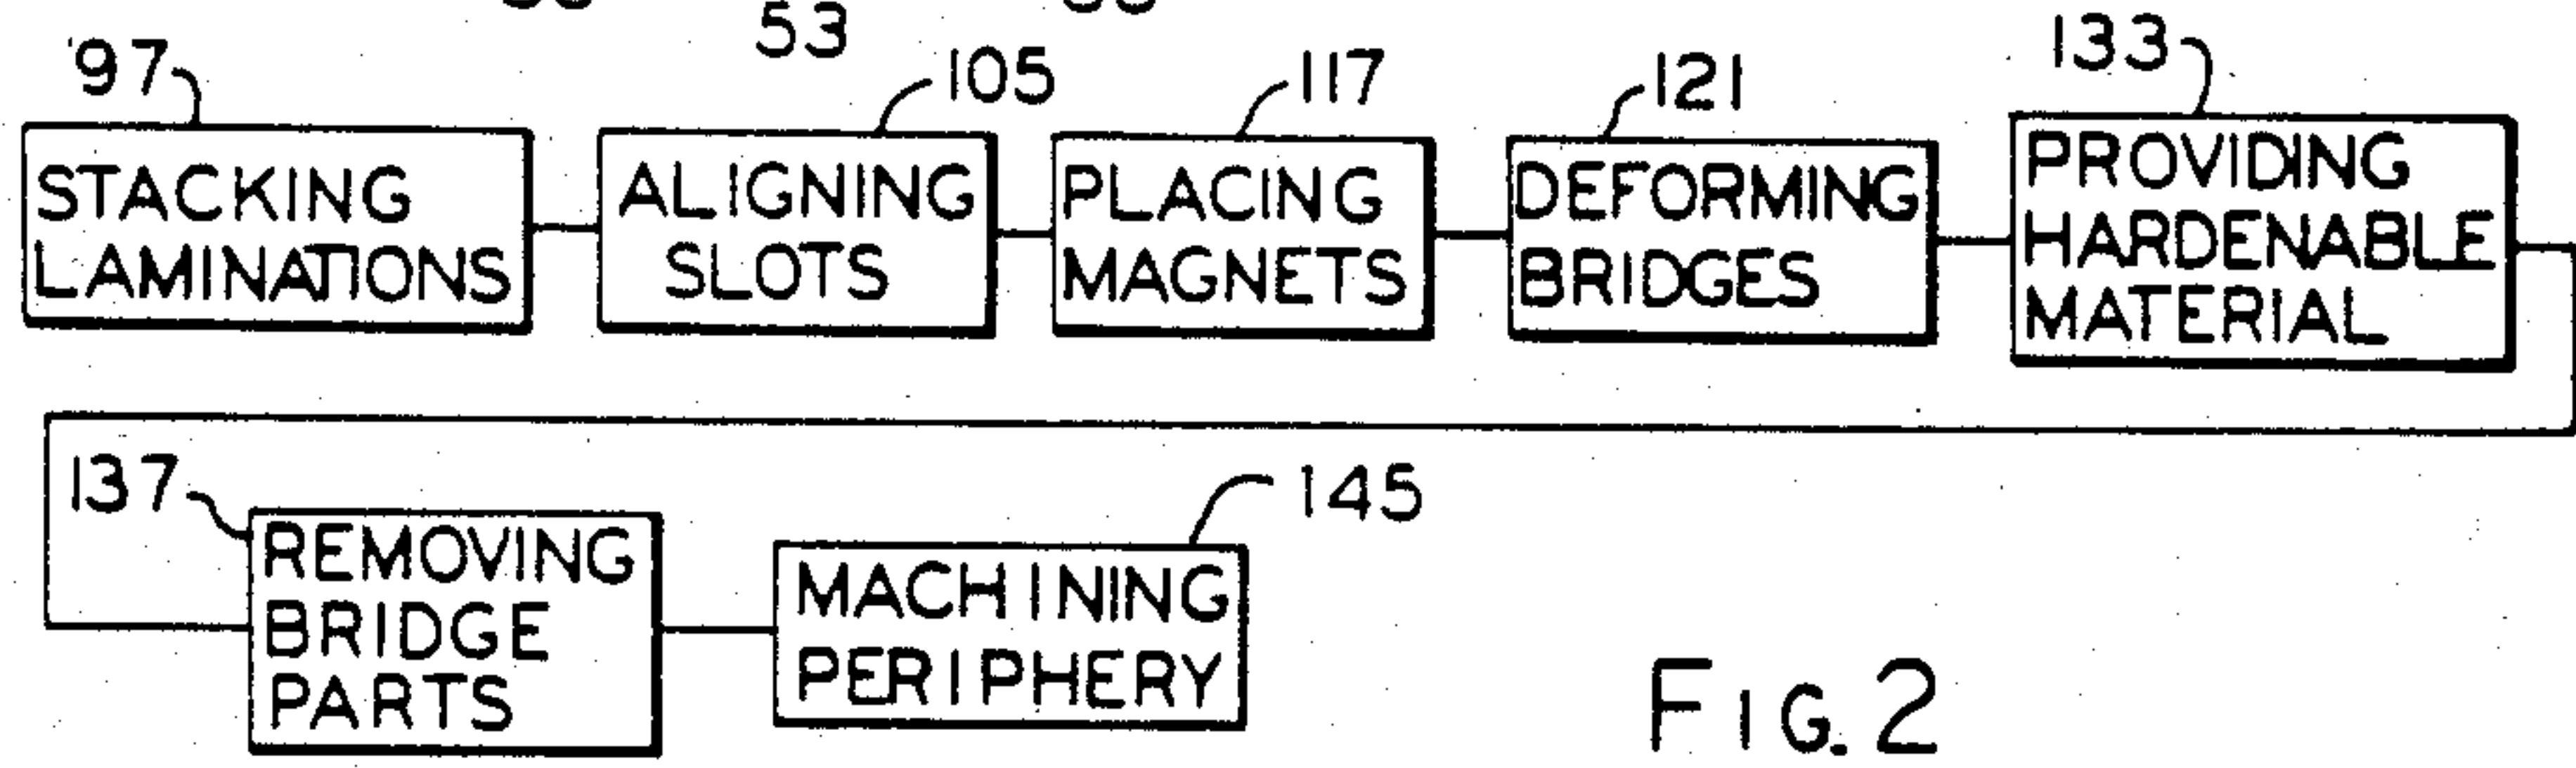 53
97
105
117
121
133
STACKING
LAMINATIONS
ALIGNING
SLOTS
PLACING
MAGNETS
DEFORMING
BRIDGES
PROVIDING
HARDENABLE
MATERIAL
137
145
REMOVING
BRIDGE
PARTS
MACHINING
PERIPHERY
FIG. 2